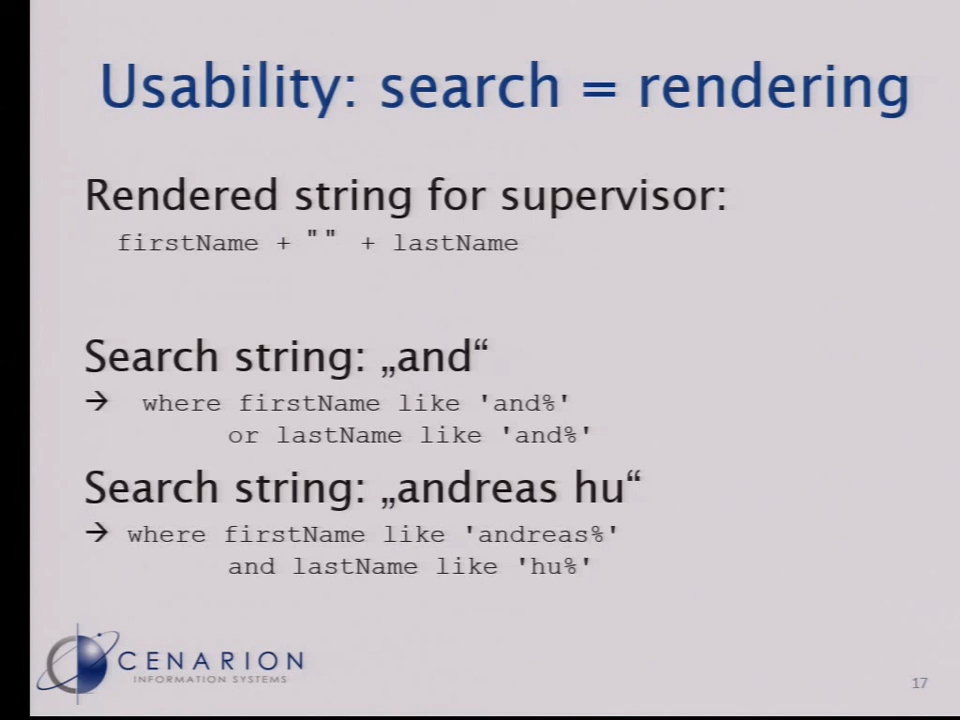 Usability: search = rendering
Rendered string for supervisor:
firstName + "" + lastName
Search string: „and“
→ where firstName like 'and%'
or lastName like 'and%'
Search string: „andreas hu“
→ where firstName like 'andreas%'
and lastName like 'hu%'
CENARION
INFORMATION SYSTEMS
17